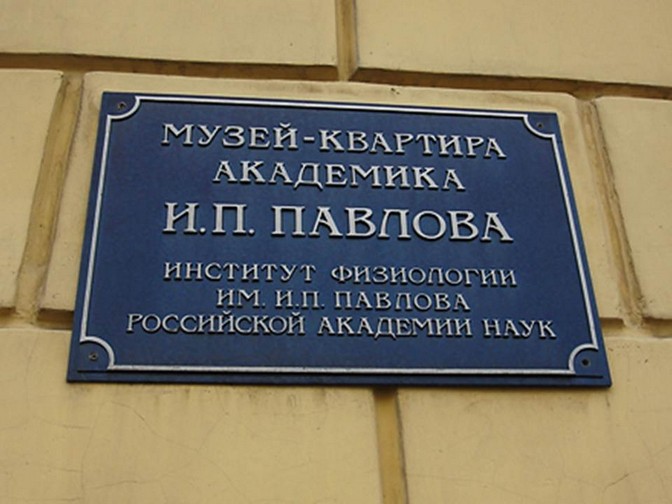 МУЗЕЙ-КВАРТИРА
АКАДЕМИКА
И.П. ПАВЛОВА
ИНСТИТУТ ФИЗИОЛОГИИ
ИМ. И.П. ПАВЛОВА
РОССИЙСКОЙ АКАДЕМИИ НАУК